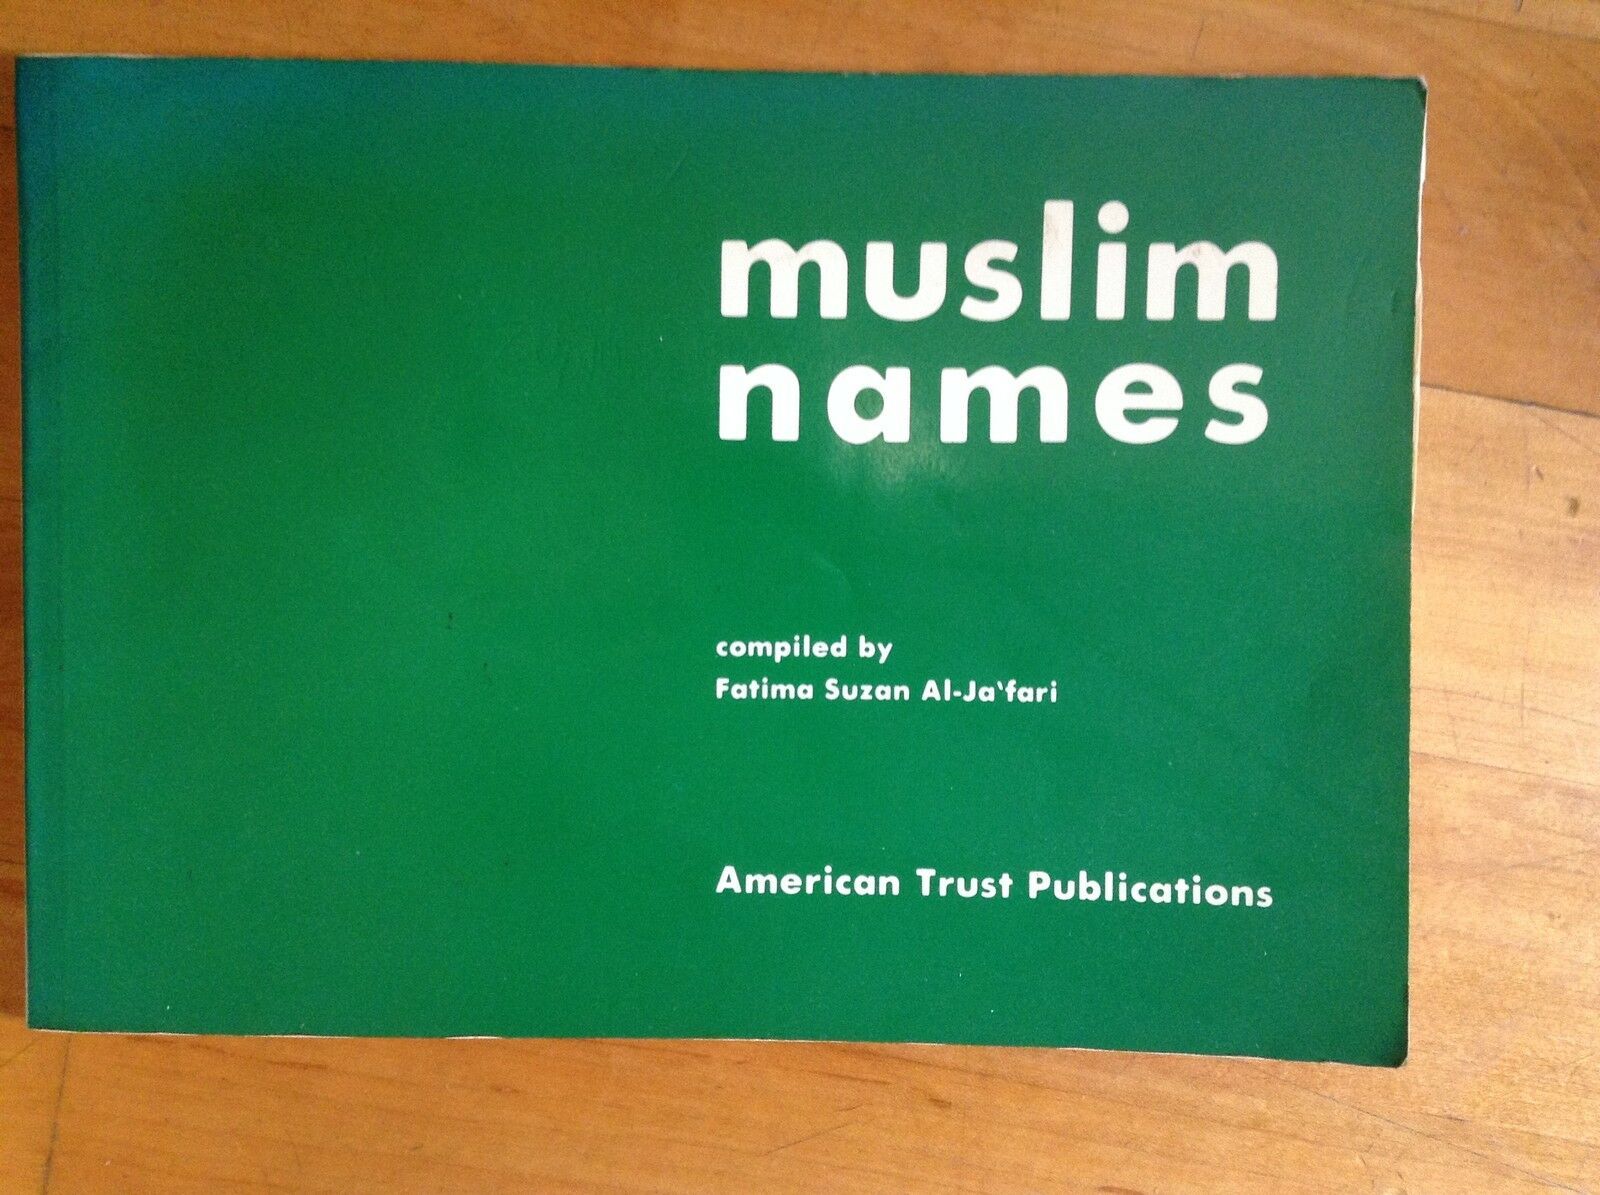 muslim
names
compiled by
Fatima Suzan Al-Ja‘fari
American Trust Publications